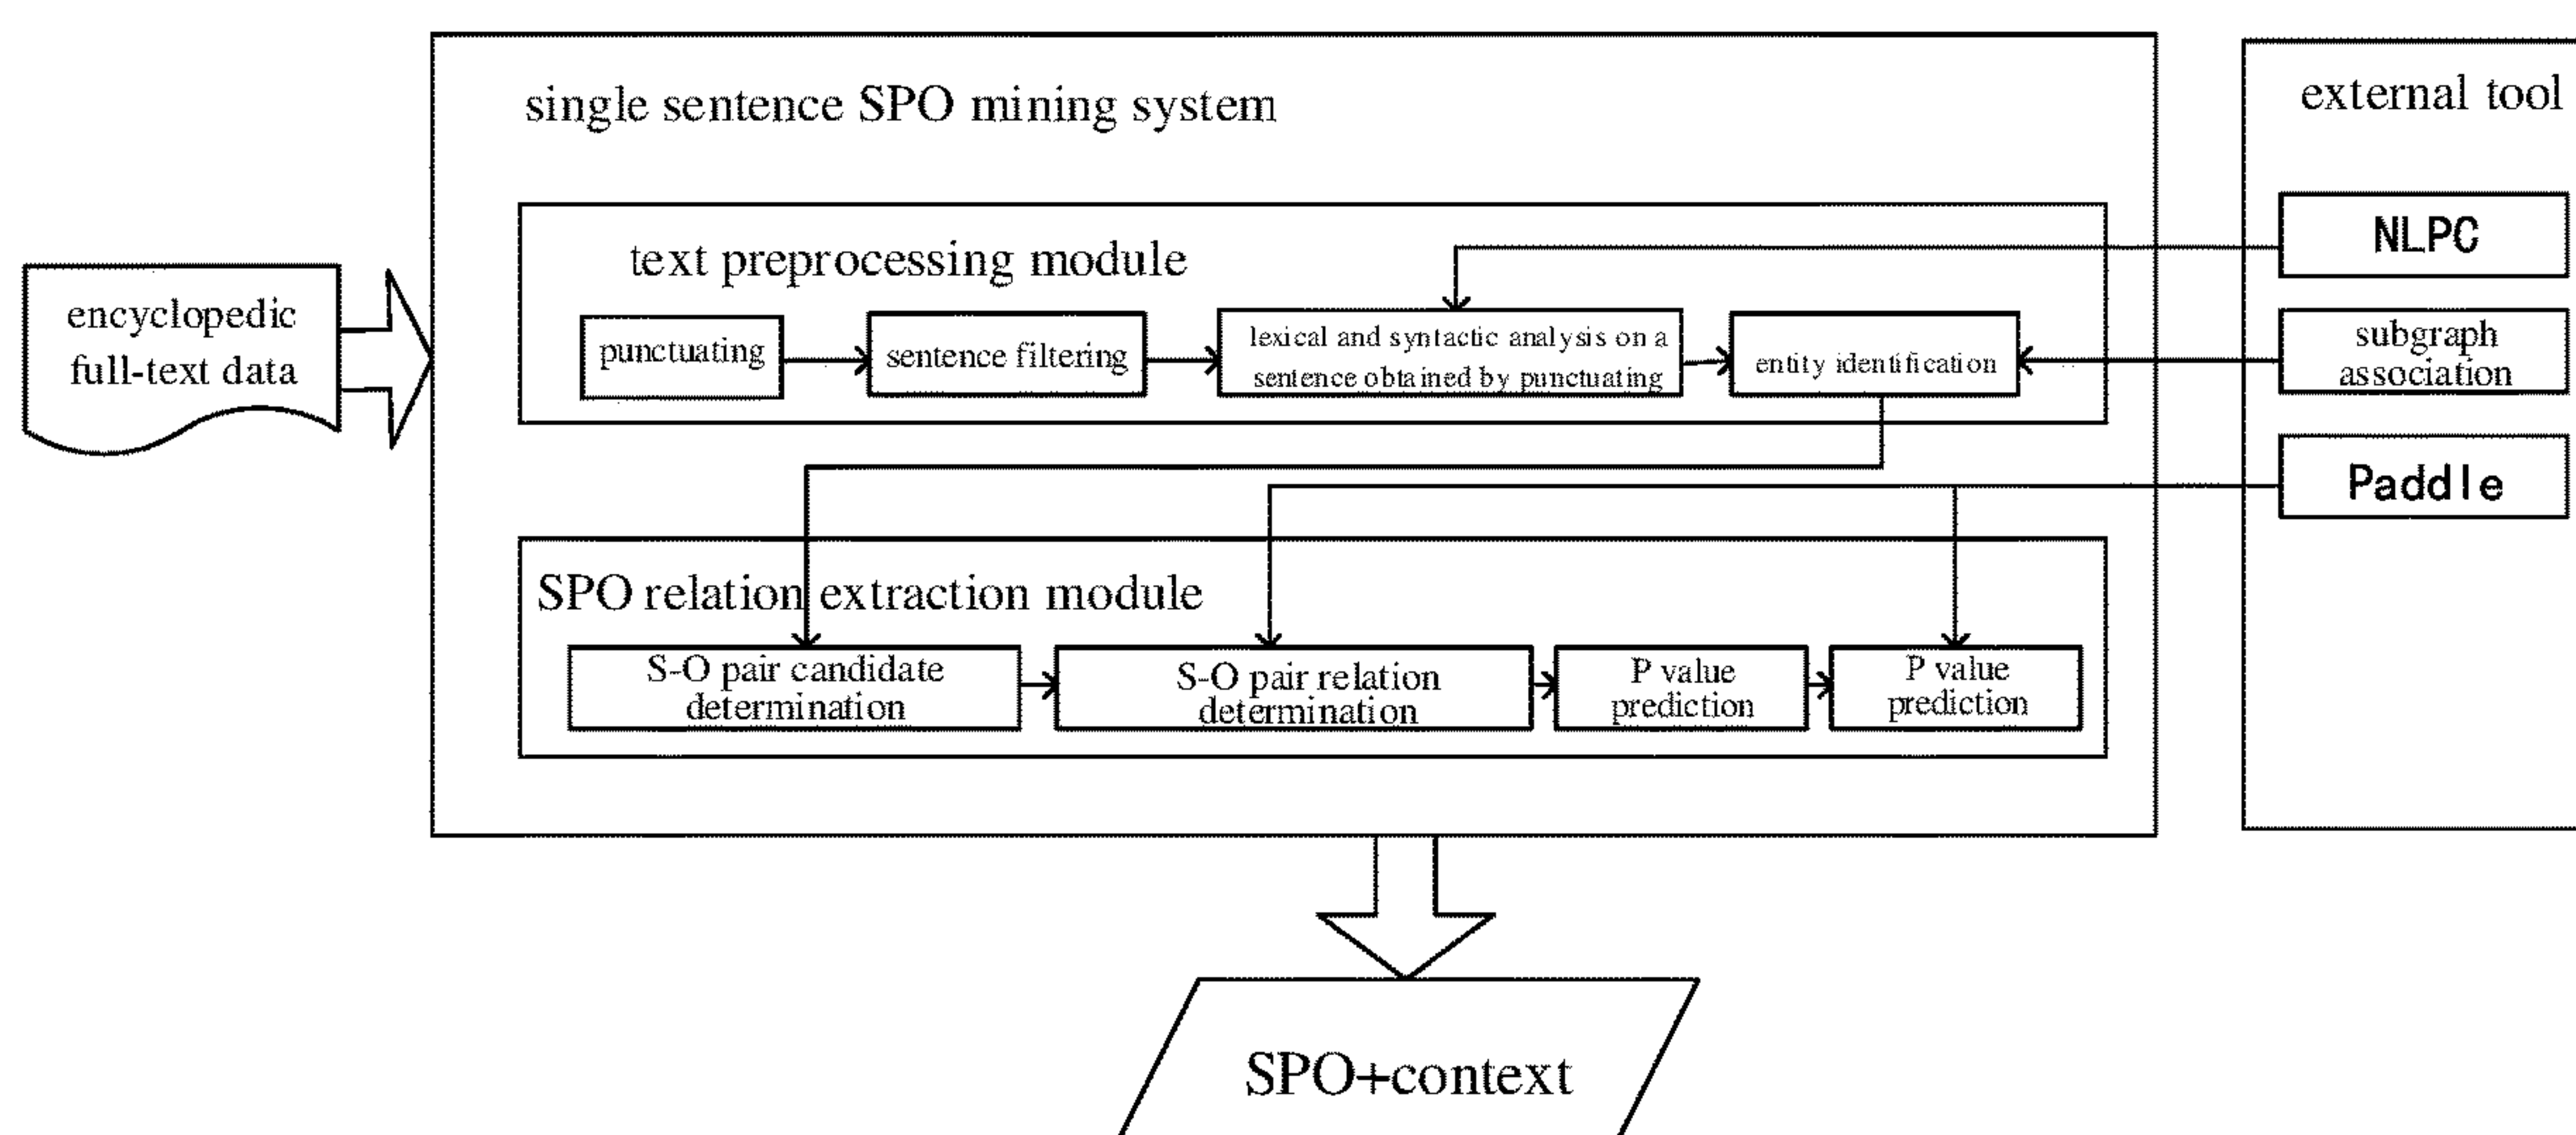 single sentence SPO mining system
external tool
text preprocessing module
NLPC
encyclopedic
full-text data
punctuating
sentence filtering
lexical and syntactic analysis on a
sentence obtained by punctuating
entity identification
subgraph
association
Paddle
SPO relation extraction module
S-O pair candidate
determination
S-O pair relation
determination
P value
prediction
P value
prediction
SPO+context